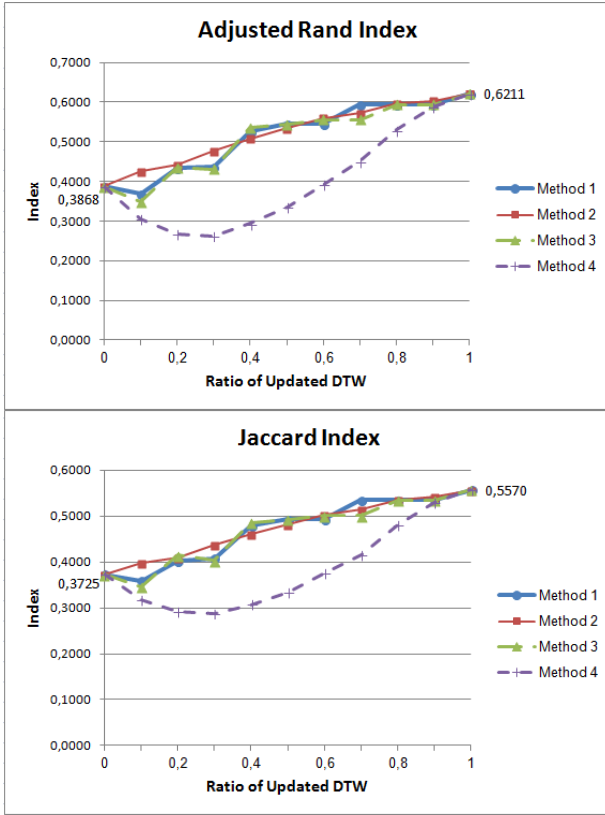 Adjusted Rand Index
0,7000
0,6000
0,5000
0,4000
0,3000
0,2000
0,1000
0,0000
Index
0,3868
0,6211
0 0,2 0,4 0,6 0,8 1
Ratio of Updated DTW
Method 1
Method 2
Method 3
Method 4
Jaccard Index
0,6000
0,5000
0,4000
0,3000
0,2000
0,1000
0,0000
Index
0,3725
0,5570
0 0,2 0,4 0,6 0,8 1
Ratio of Updated DTW
Method 1
Method 2
Method 3
Method 4